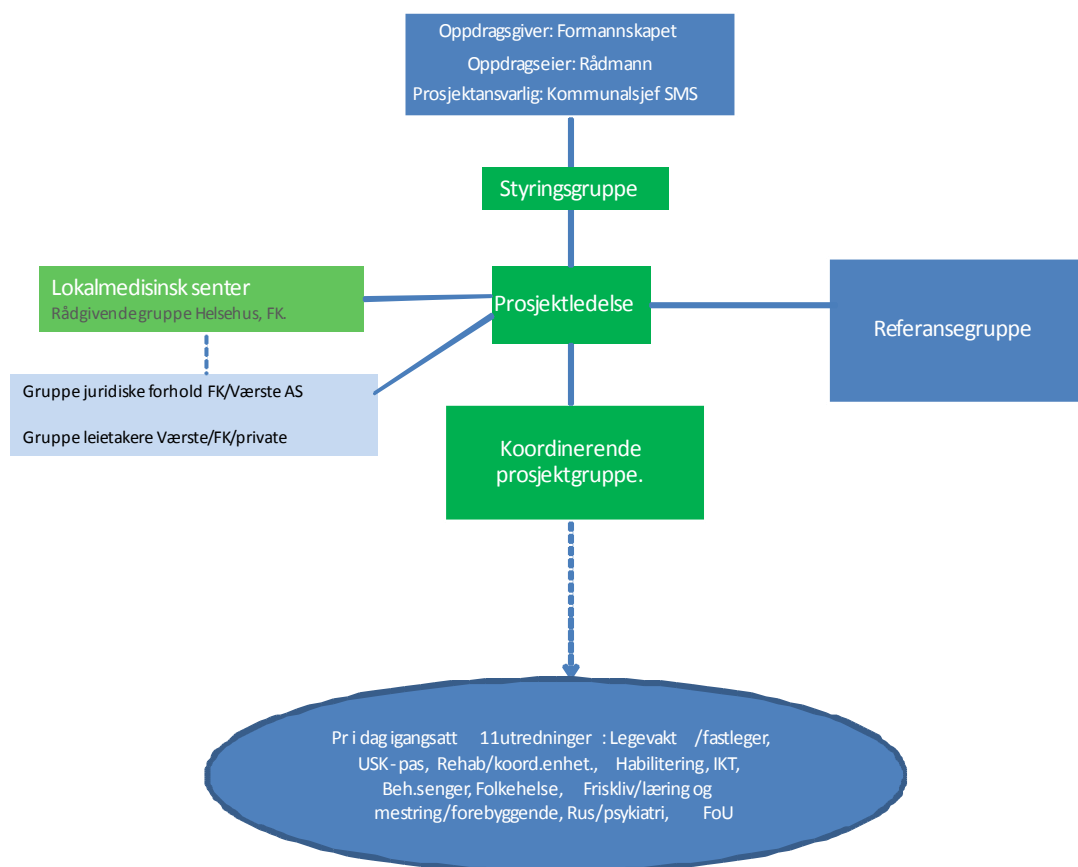 Oppdragsgiver: Formannskapet
Oppdragseier: Rådmann
Prosjektansvarlig: Kommunalsjef SMS
Styringsgruppe
Lokalmedisinsk senter
Rådgivende gruppe Helsehus, FK.
Prosjektledelse
Referansegruppe
Gruppe juridiske forhold FK/Værste AS
Gruppe leietakere Værste/FK/private
Koordinerende
prosjektgruppe.
Pr i dag igangsatt 11utredninger : Legevakt /fastleger,
USK - pas, Rehab/koord.enhet., Habilitering, IKT,
Beh.senger, Folkehelse, Friskliv/læring og
mestring/forebyggende, Rus/psykiatri, FoU